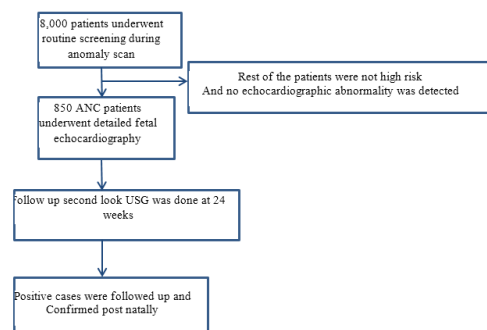 8,000 patients underwent
routine screening during
anomaly scan
Rest of the patients were not high risk
And no echocardiographic abnormality was detected
850 ANC patients
underwent detailed fetal
echocardiography
Follow up second look USG was done at 24
weeks
Positive cases were followed up and
Confirmed post natally